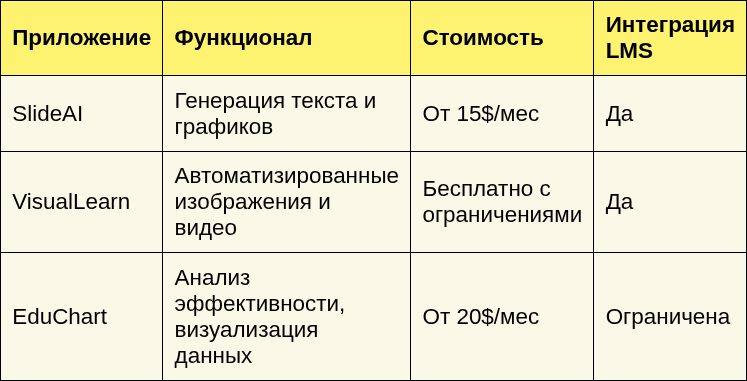 Приложение
Функционал
Стоимость
Интеграция
LMS
SlideAI
Генерация текста и
графиков
От 15$/мес
Да
VisualLearn
Автоматизированные
изображения и
видео
Бесплатно с
ограничениями
Да
EduChart
Анализ
эффективности,
визуализация
данных
От 20$/мес
Ограничена